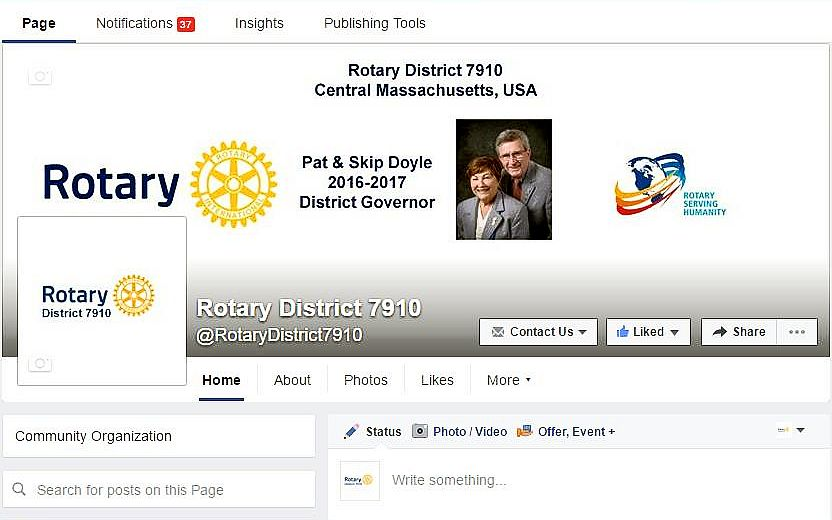 Page Notifications 37 Insights Publishing Tools
Rotary District 7910
Central Massachusetts, USA
Rotary
ROTARY
INTERNATIONAL
Pat & Skip Doyle
2016-2017
District Governor
ROTARY
SERVING
HUMANITY
Rotary
District 7910
Rotary District 7910
@RotaryDistrict7910
Contact Us Liked Share
Home About Photos Likes More
Community Organization
Status Photo / Video Offer, Event +
Search for posts on this Page
Rotary
Write something...